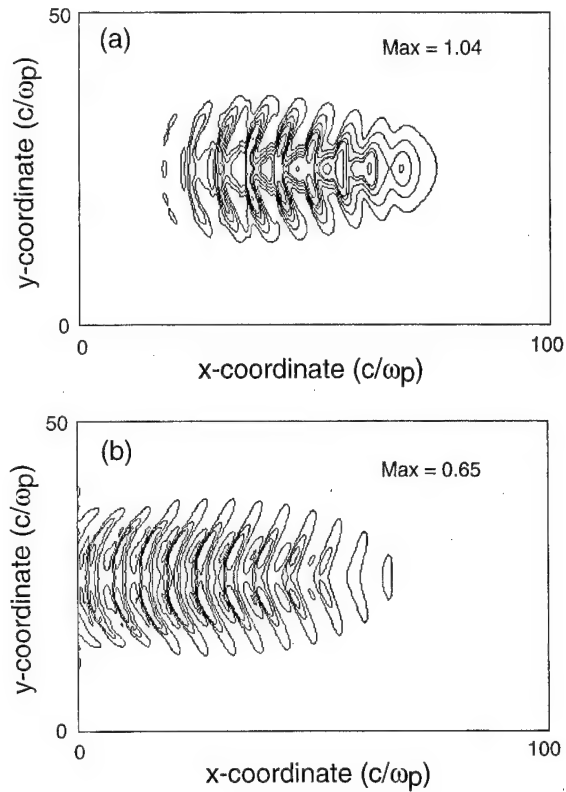 50
(a)
Max = 1.04
y-coordinate (c/ωp)
0
0
100
x-coordinate (c/ωp)
50
(b)
Max = 0.65
y-coordinate (c/ωp)
0
0
100
x-coordinate (c/ωp)